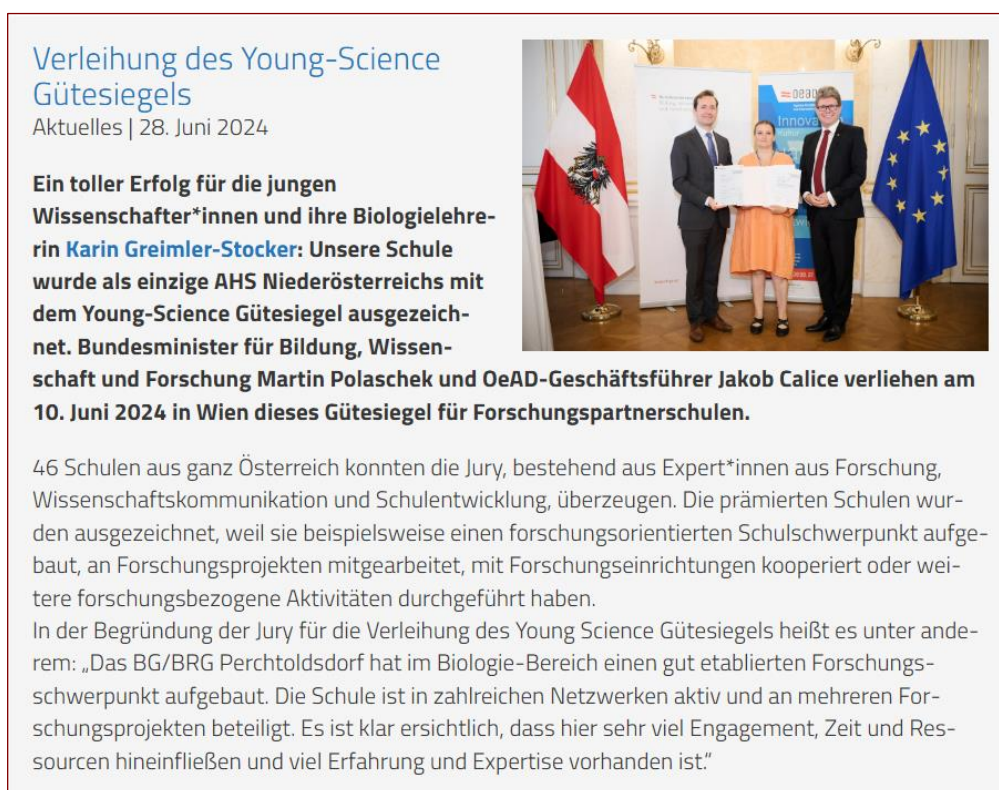 Verleihung des Young-Science
Gütesiegels
Aktuelles | 28. Juni 2024
Ein toller Erfolg für die jungen
Wissenschafter*innen und ihre Biologielehre-
rin Karin Greimler-Stocker: Unsere Schule
wurde als einzige AHS Niederösterreichs mit
dem Young-Science Gütesiegel ausgezeich-
net. Bundesminister für Bildung, Wissen-
schaft und Forschung Martin Polaschek und OeAD-Geschäftsführer Jakob Calice verliehen am
10. Juni 2024 in Wien dieses Gütesiegel für Forschungspartnerschulen.
46 Schulen aus ganz Österreich konnten die Jury, bestehend aus Expert*innen aus Forschung,
Wissenschaftskommunikation und Schulentwicklung, überzeugen. Die prämierten Schulen wur-
den ausgezeichnet, weil sie beispielsweise einen forschungsorientierten Schulschwerpunkt aufge-
baut, an Forschungsprojekten mitgearbeitet, mit Forschungseinrichtungen kooperiert oder wei-
tere forschungsbezogene Aktivitäten durchgeführt haben.
In der Begründung der Jury für die Verleihung des Young Science Gütesiegels heißt es unter ande-
rem: „Das BG/BRG Perchtoldsdorf hat im Biologie-Bereich einen gut etablierten Forschungs-
schwerpunkt aufgebaut. Die Schule ist in zahlreichen Netzwerken aktiv und an mehreren For-
schungsprojekten beteiligt. Es ist klar ersichtlich, dass hier sehr viel Engagement, Zeit und Res-
sourcen hineinfließen und viel Erfahrung und Expertise vorhanden ist.“